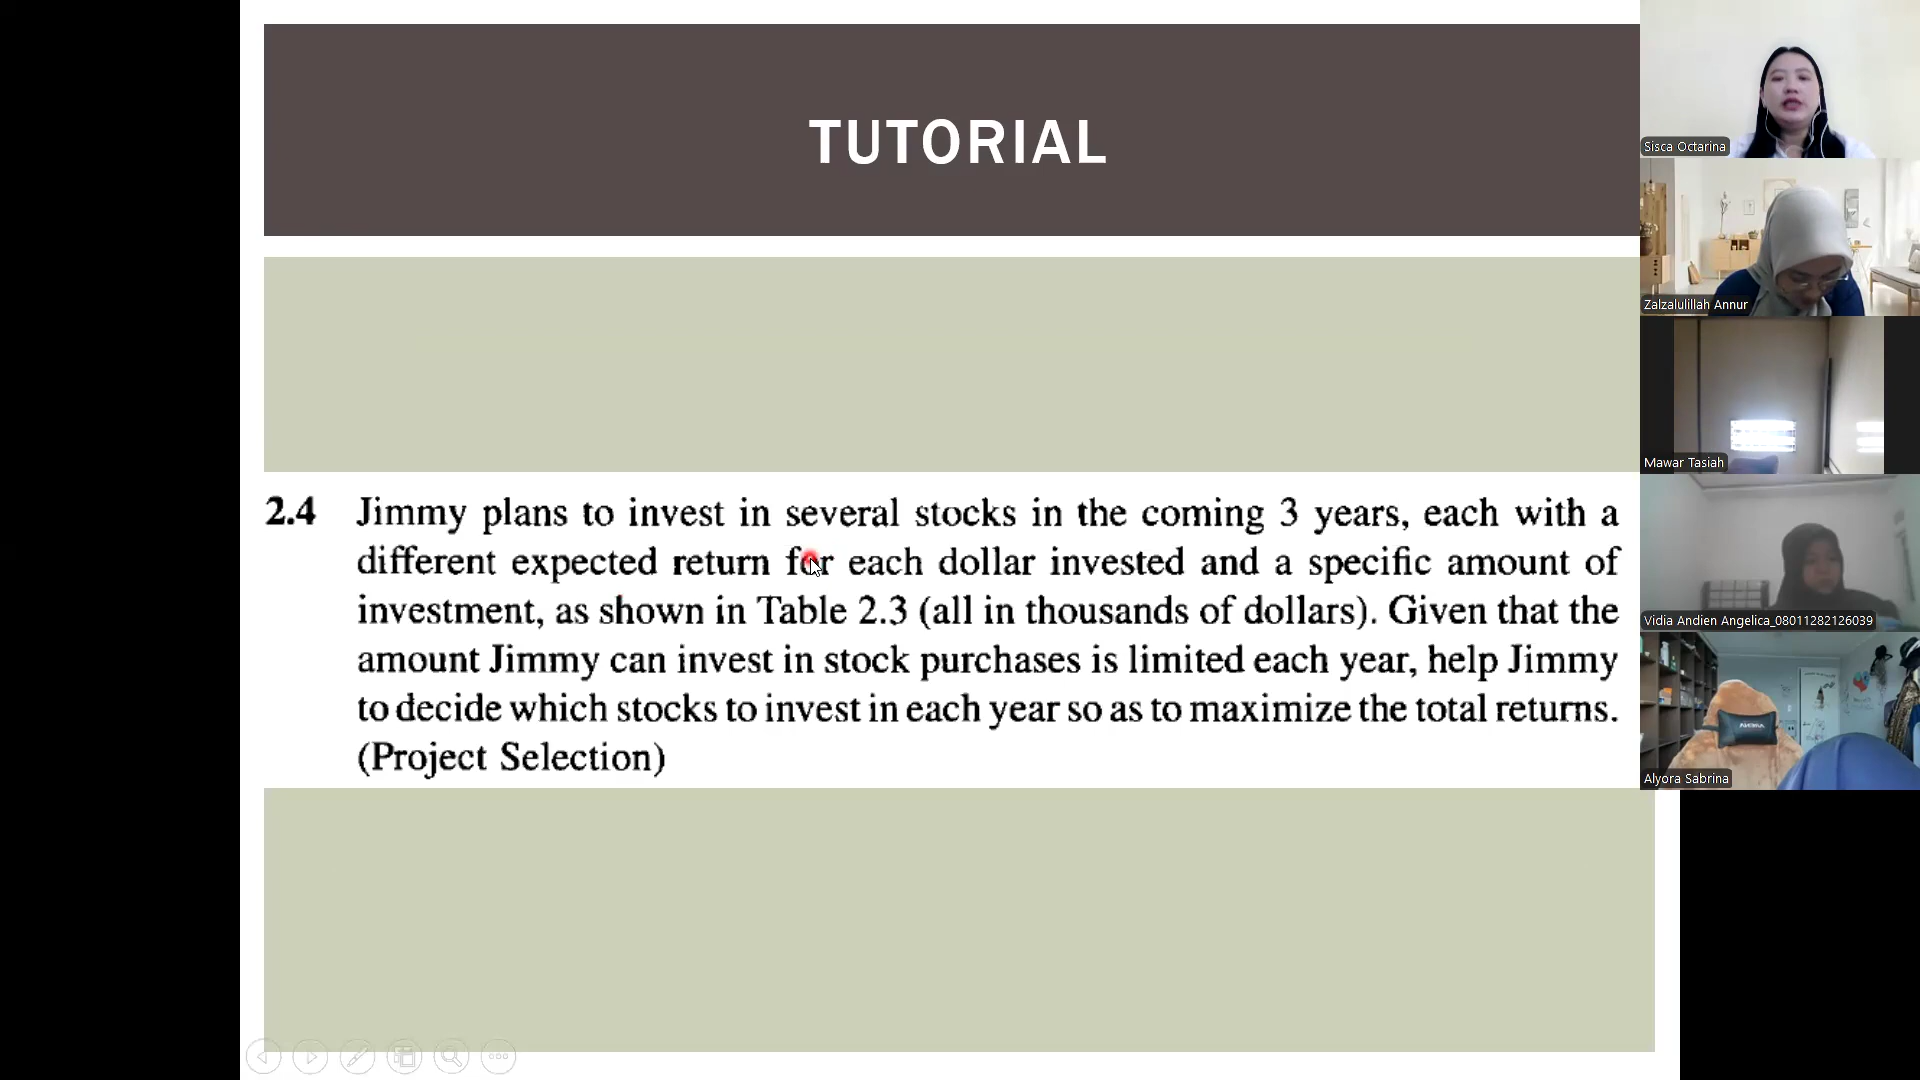 TUTORIAL
2.4 Jimmy plans to invest in several stocks in the coming 3 years, each with a
different expected return for each dollar invested and a specific amount of
investment, as shown in Table 2.3 (all in thousands of dollars). Given that the
amount Jimmy can invest in stock purchases is limited each year, help Jimmy
to decide which stocks to invest in each year so as to maximize the total returns.
(Project Selection)
Sisca Octarina
Zalzalulillah Annur
Mawar Tasiah
Vidia Andien Angelica_08011282126039
Alyora Sabrina